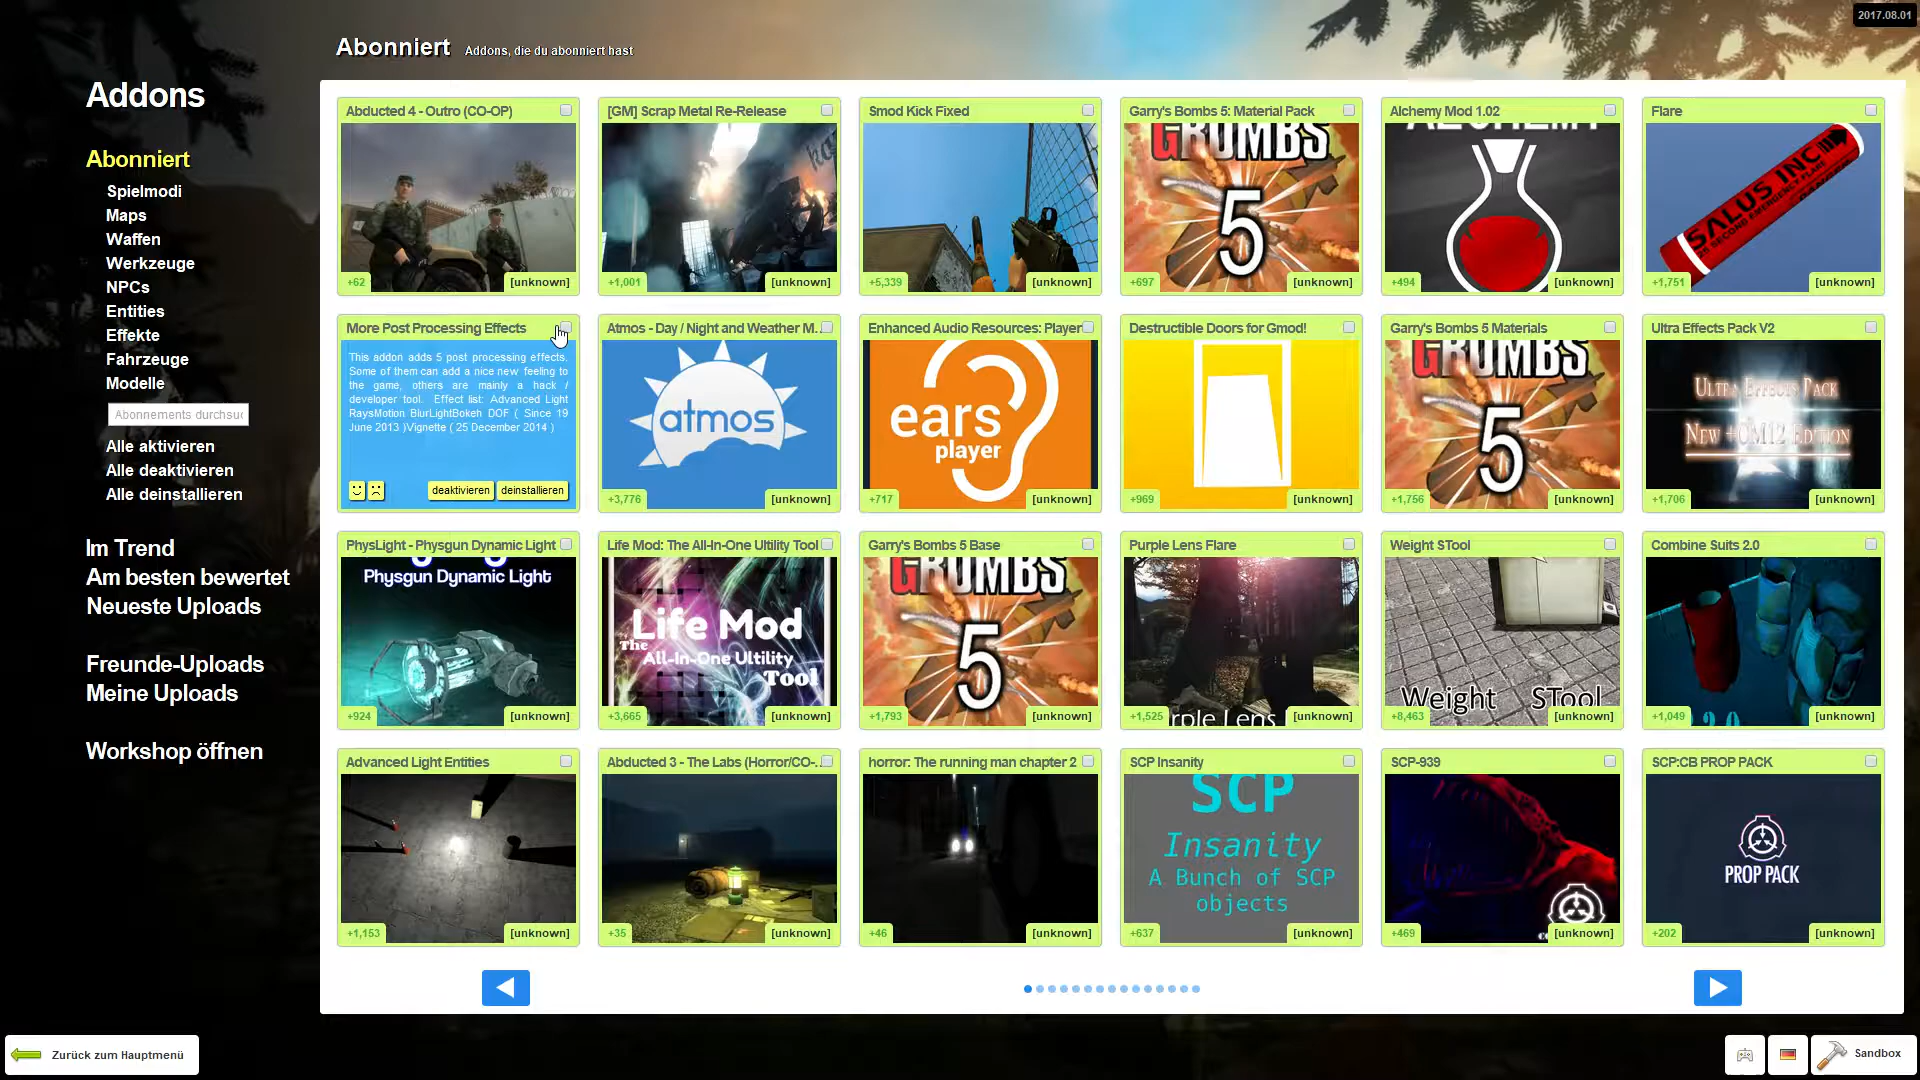 2017.08.01
Abonniert Addons, die du abonniert hast
Addons
Abonniert
Spielmodi
Maps
Waffen
Werkzeuge
NPCs
Entities
Effekte
Fahrzeuge
Modelle
Abonnements durchsuc
Alle aktivieren
Alle deaktivieren
Alle deinstallieren
Im Trend
Am besten bewertet
Neueste Uploads
Freunde-Uploads
Meine Uploads
Workshop öffnen
Abducted 4 - Outro (CO-OP)
+62 [unknown]
[GM] Scrap Metal Re-Release
+1,001 [unknown]
Smod Kick Fixed
+5,339 [unknown]
Garry's Bombs 5: Material Pack
GBOMBS
5
+697 [unknown]
Alchemy Mod 1.02
ALCHEMY
+494 [unknown]
Flare
SALUS INC
+1,751 [unknown]
More Post Processing Effects
This addon adds 5 post processing effects.
Some of them can add a nice new feeling to
the game, others are mainly a hack /
developer tool. Effect list: Advanced Light
RaysMotion BlurLightBokeh DOF ( Since 19
June 2013 )Vignette ( 25 December 2014 )
deaktivieren deinstallieren
Atmos - Day / Night and Weather M...
atmos
+3,776 [unknown]
Enhanced Audio Resources: Player
ears
player
+717 [unknown]
Destructible Doors for Gmod!
+969 [unknown]
Garry's Bombs 5 Materials
GBOMBS
5
+1,756 [unknown]
Ultra Effects Pack V2
Ultra Effects Pack
New +GM12 Edition
+1,706 [unknown]
PhysLight - Physgun Dynamic Light
Physgun Dynamic Light
+924 [unknown]
Life Mod: The All-In-One Ultility Tool
Life Mod
The
All-In-One Ultility
Tool
+3,665 [unknown]
Garry's Bombs 5 Base
GBOMBS
5
+1,793 [unknown]
Purple Lens Flare
rple Lens
+1,525 [unknown]
Weight STool
Weight STool
+8,463 [unknown]
Combine Suits 2.0
2.0
+1,049 [unknown]
Advanced Light Entities
+1,153 [unknown]
Abducted 3 - The Labs (Horror/CO-...
+35 [unknown]
horror: The running man chapter 2
+46 [unknown]
SCP Insanity
SCP
Insanity
A Bunch of SCP
objects
+637 [unknown]
SCP-939
+469 [unknown]
SCP:CB PROP PACK
PROP PACK
+202 [unknown]
Zurück zum Hauptmenü
Sandbox